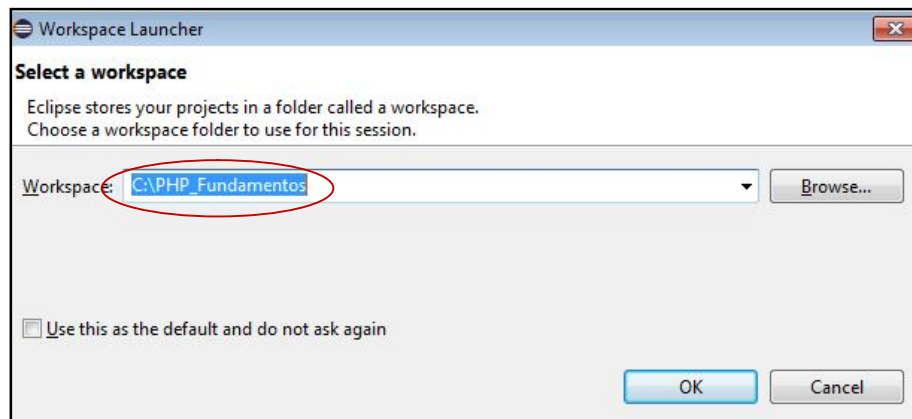 Workspace Launcher
Select a workspace
Eclipse stores your projects in a folder called a workspace.
Choose a workspace folder to use for this session.
Workspace: C:\PHP_Fundamentos Browse...
Use this as the default and do not ask again
OK Cancel